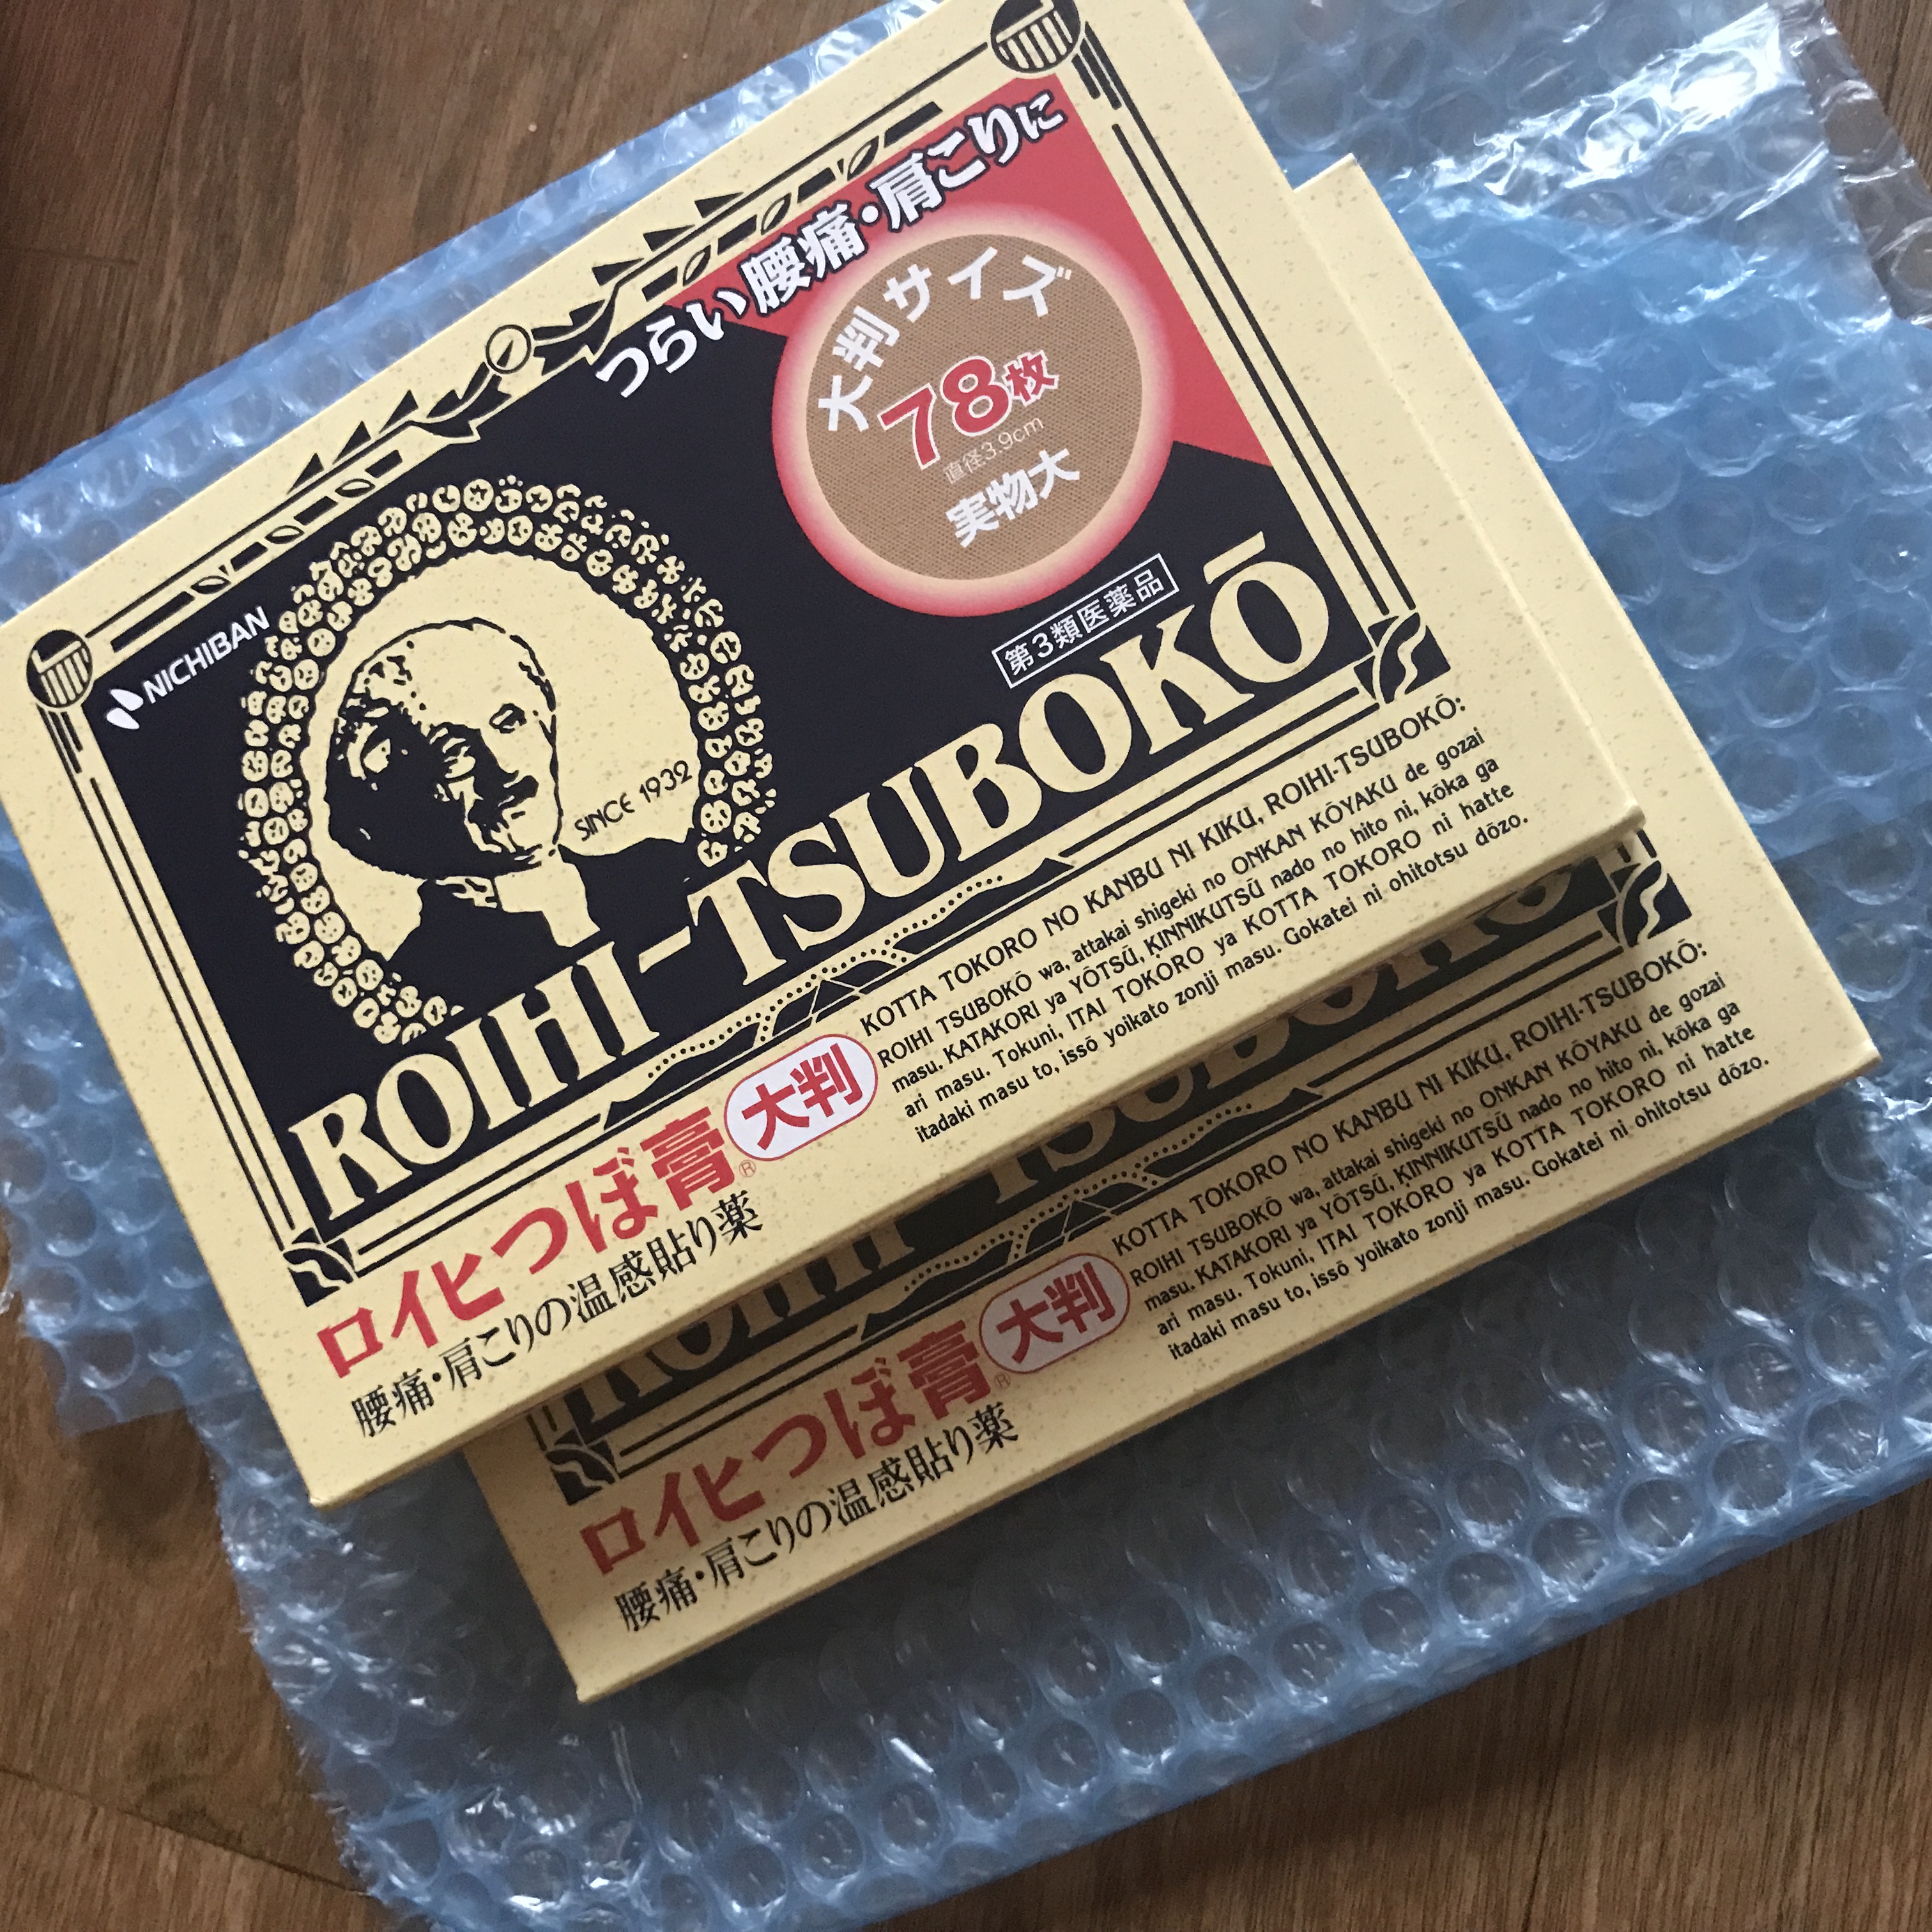 つらい腰痛・肩こりに
大判サイズ
78枚
直径3.9cm
実物大
NICHIBAN
SINCE 1932
第3類医薬品
ROIHI-TSUBOKŌ
ロイヒつぼ膏® 大判
腰痛・肩こりの温感貼り薬
KOTTA TOKORO NO KANBU NI KIKU, ROIHI-TSUBOKŌ:
ROIHI TSUBOKŌ wa, attakai shigeki no ONKAN KŌYAKU de gozai
masu. KATAKORI ya YŌTSŪ, KINNIKUTSŪ nado no hito ni, kōka ga
ari masu. Tokuni, ITAI TOKORO ya KOTTA TOKORO ni hatte
itadaki masu to, issō yoikato zonji masu. Gokatei ni ohitotsu dōzo.
ROIHI-TSUBOKŌ
ロイヒつぼ膏® 大判
腰痛・肩こりの温感貼り薬
KOTTA TOKORO NO KANBU NI KIKU, ROIHI-TSUBOKŌ:
ROIHI TSUBOKŌ wa, attakai shigeki no ONKAN KŌYAKU de gozai
masu. KATAKORI ya YŌTSŪ, KINNIKUTSŪ nado no hito ni, kōka ga
ari masu. Tokuni, ITAI TOKORO ya KOTTA TOKORO ni hatte
itadaki masu to, issō yoikato zonji masu. Gokatei ni ohitotsu dōzo.